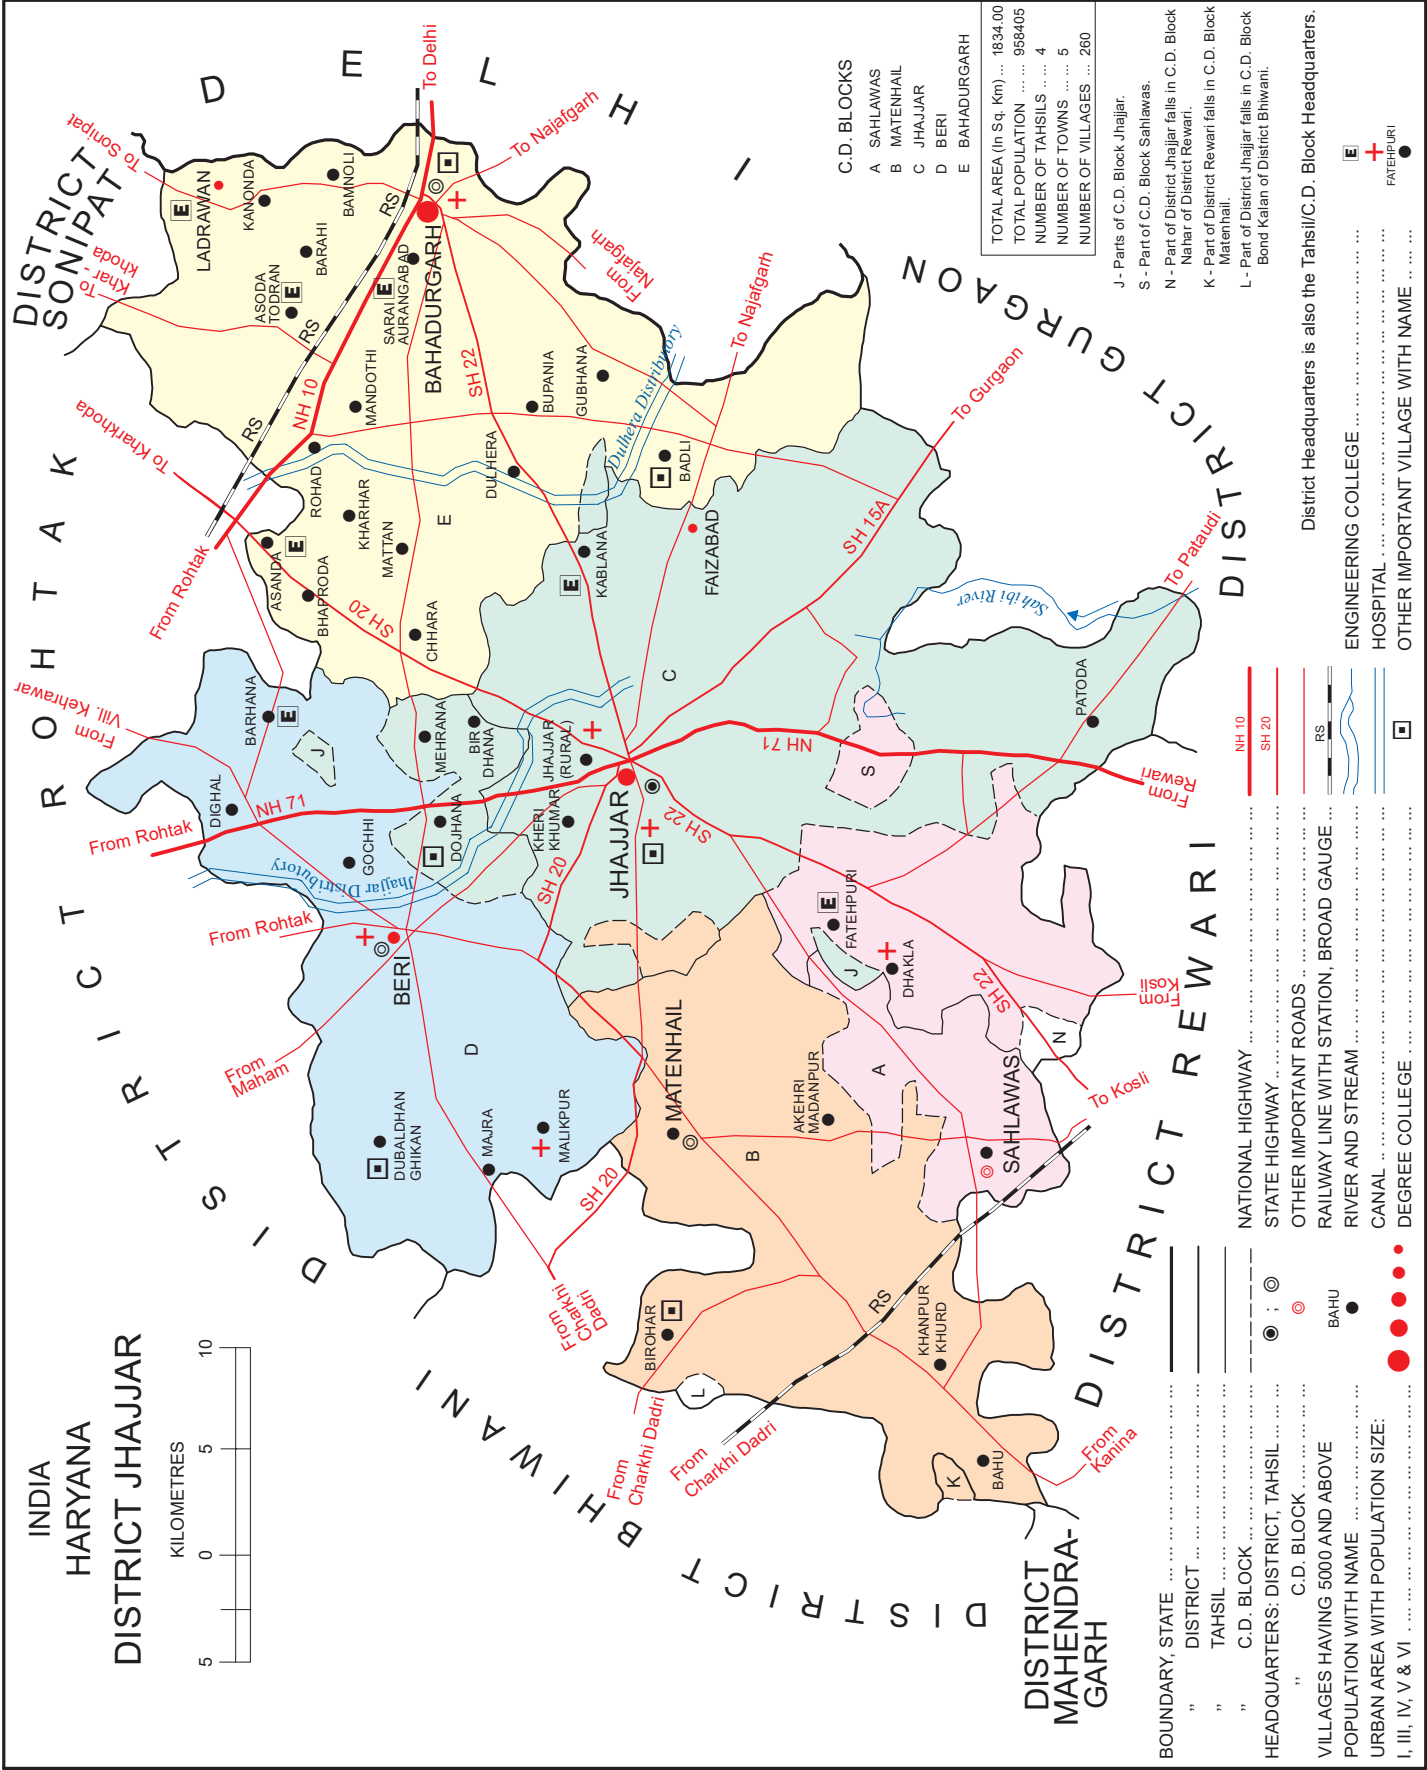 INDIA
HARYANA
DISTRICT JHAJJAR
KILOMETRES
5 0 5 10
DISTRICT ROHTAK
DISTRICT
SONIPAT
DELHI
DISTRICT GURGAON
DISTRICT REWARI
DISTRICT BHIWANI
DISTRICT
MAHENDRA-
GARH
To Sonipat
To
Khar-
khoda
To Kharkhoda
From Rohtak
From
Vill. Kehrawar
From Rohtak
From Rohtak
From
Maham
From
Charkhi
Dadri
From
Charkhi Dadri
From
Charkhi Dadri
From
Kanina
To Kosli
From
Kosli
From
Rewari
To Pataudi
To Gurgaon
To Najafgarh
From
Najafgarh
To Najafgarh
To Delhi
LADRAWAN
KANONDA
BAMNOLI
BARAHI
ASODA
TODRAN
SARAI
AURANGABAD
BAHADURGARH
MANDOTHI
BUPANIA
GUBHANA
DULHERA
BADLI
ROHAD
KHARHAR
MATTAN
ASANDA
BHAPRODA
CHHARA
E
RS
RS
RS
NH 10
SH 22
SH 20
Dulhera Distributory
KABLANA
FAIZABAD
SH 15A
C
Sahibi River
PATODA
NH 71
S
JHAJJAR
(RURAL)
JHAJJAR
SH 22
MEHRANA
BIR
DHANA
DOJHANA
KHERI
KHUMAR
SH 20
BARHANA
J
DIGHAL
NH 71
GOCHHI
Jhajjar Distributory
BERI
D
DUBALDHAN
GHIKAN
MAJRA
MALIKPUR
SH 20
MATENHAIL
B
AKEHRI
MADANPUR
BIROHAR
L
RS
KHANPUR
KHURD
K
BAHU
FATEHPURI
J
DHAKLA
A
SH 22
N
SAHLAWAS
C.D. BLOCKS
A SAHLAWAS
B MATENHAIL
C JHAJJAR
D BERI
E BAHADURGARH
TOTAL AREA (In Sq. Km) ... 1834.00
TOTAL POPULATION ... ... 958405
NUMBER OF TAHSILS ... ... 4
NUMBER OF TOWNS ... ... 5
NUMBER OF VILLAGES ... 260
J - Parts of C.D. Block Jhajjar.
S - Part of C.D. Block Sahlawas.
N - Part of District Jhajjar falls in C.D. Block
Nahar of District Rewari.
K - Part of District Rewari falls in C.D. Block
Matenhail.
L - Part of District Jhajjar falls in C.D. Block
Bond Kalan of District Bhiwani.
District Headquarters is also the Tahsil/C.D. Block Headquarters.
BOUNDARY, STATE
,, DISTRICT
,, TAHSIL
,, C.D. BLOCK
HEADQUARTERS: DISTRICT, TAHSIL ;
,, C.D. BLOCK
VILLAGES HAVING 5000 AND ABOVE
POPULATION WITH NAME BAHU
URBAN AREA WITH POPULATION SIZE:
I, III, IV, V & VI
NATIONAL HIGHWAY NH 10
STATE HIGHWAY SH 20
OTHER IMPORTANT ROADS
RAILWAY LINE WITH STATION, BROAD GAUGE RS
RIVER AND STREAM
CANAL
DEGREE COLLEGE
ENGINEERING COLLEGE E
HOSPITAL
OTHER IMPORTANT VILLAGE WITH NAME FATEHPURI